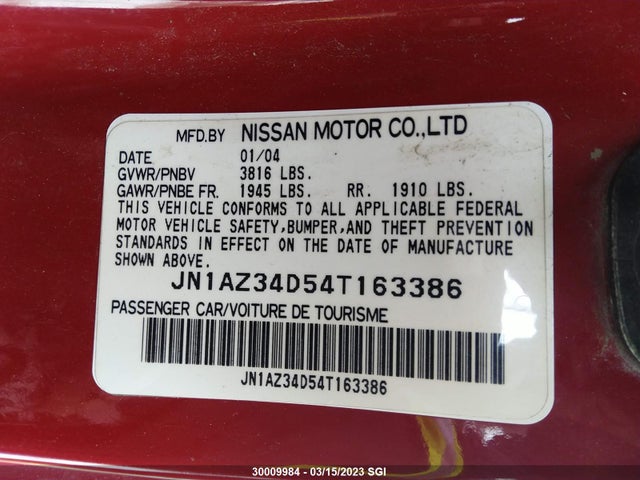 MFD.BY NISSAN MOTOR CO.,LTD
DATE 01/04
GVWR/PNBV 3816 LBS.
GAWR/PNBE FR. 1945 LBS. RR. 1910 LBS.
THIS VEHICLE CONFORMS TO ALL APPLICABLE FEDERAL
MOTOR VEHICLE SAFETY,BUMPER,AND THEFT PREVENTION
STANDARDS IN EFFECT ON THE DATE OF MANUFACTURE
SHOWN ABOVE.
JN1AZ34D54T163386
PASSENGER CAR/VOITURE DE TOURISME
JN1AZ34D54T163386
30009984 - 03/15/2023 SGI